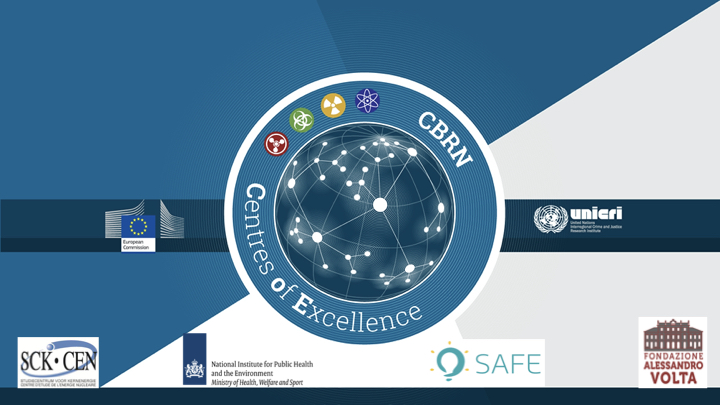 CBRN
Centres of Excellence
European
Commission
unicri
United Nations
Interregional Crime and Justice
Research Institute
SCK•CEN
STUDIECENTRUM VOOR KERNENERGIE
CENTRE D'ETUDE DE L'ENERGIE NUCLEAIRE
National Institute for Public Health
and the Environment
Ministry of Health, Welfare and Sport
SAFE
FONDAZIONE
ALESSANDRO
VOLTA